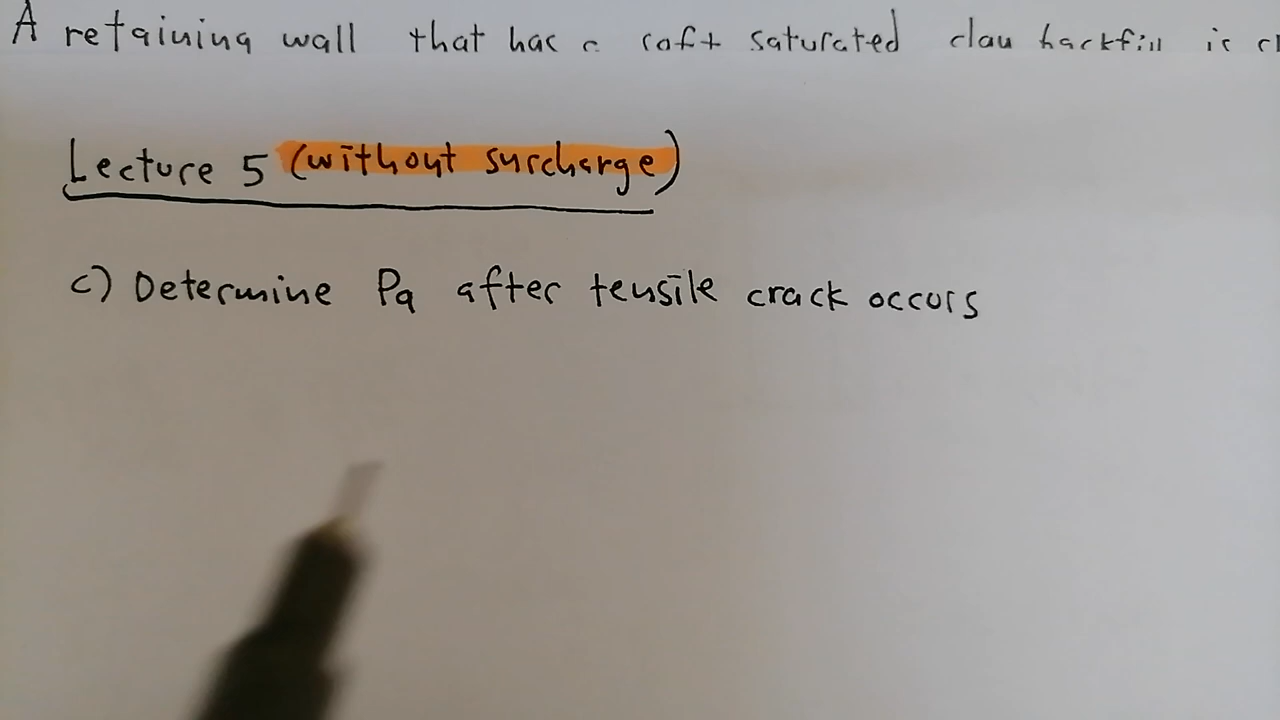 A retaining wall that has a soft saturated clay backfill is
Lecture 5 (without surcharge)
c) Determine Pa after tensile crack occurs